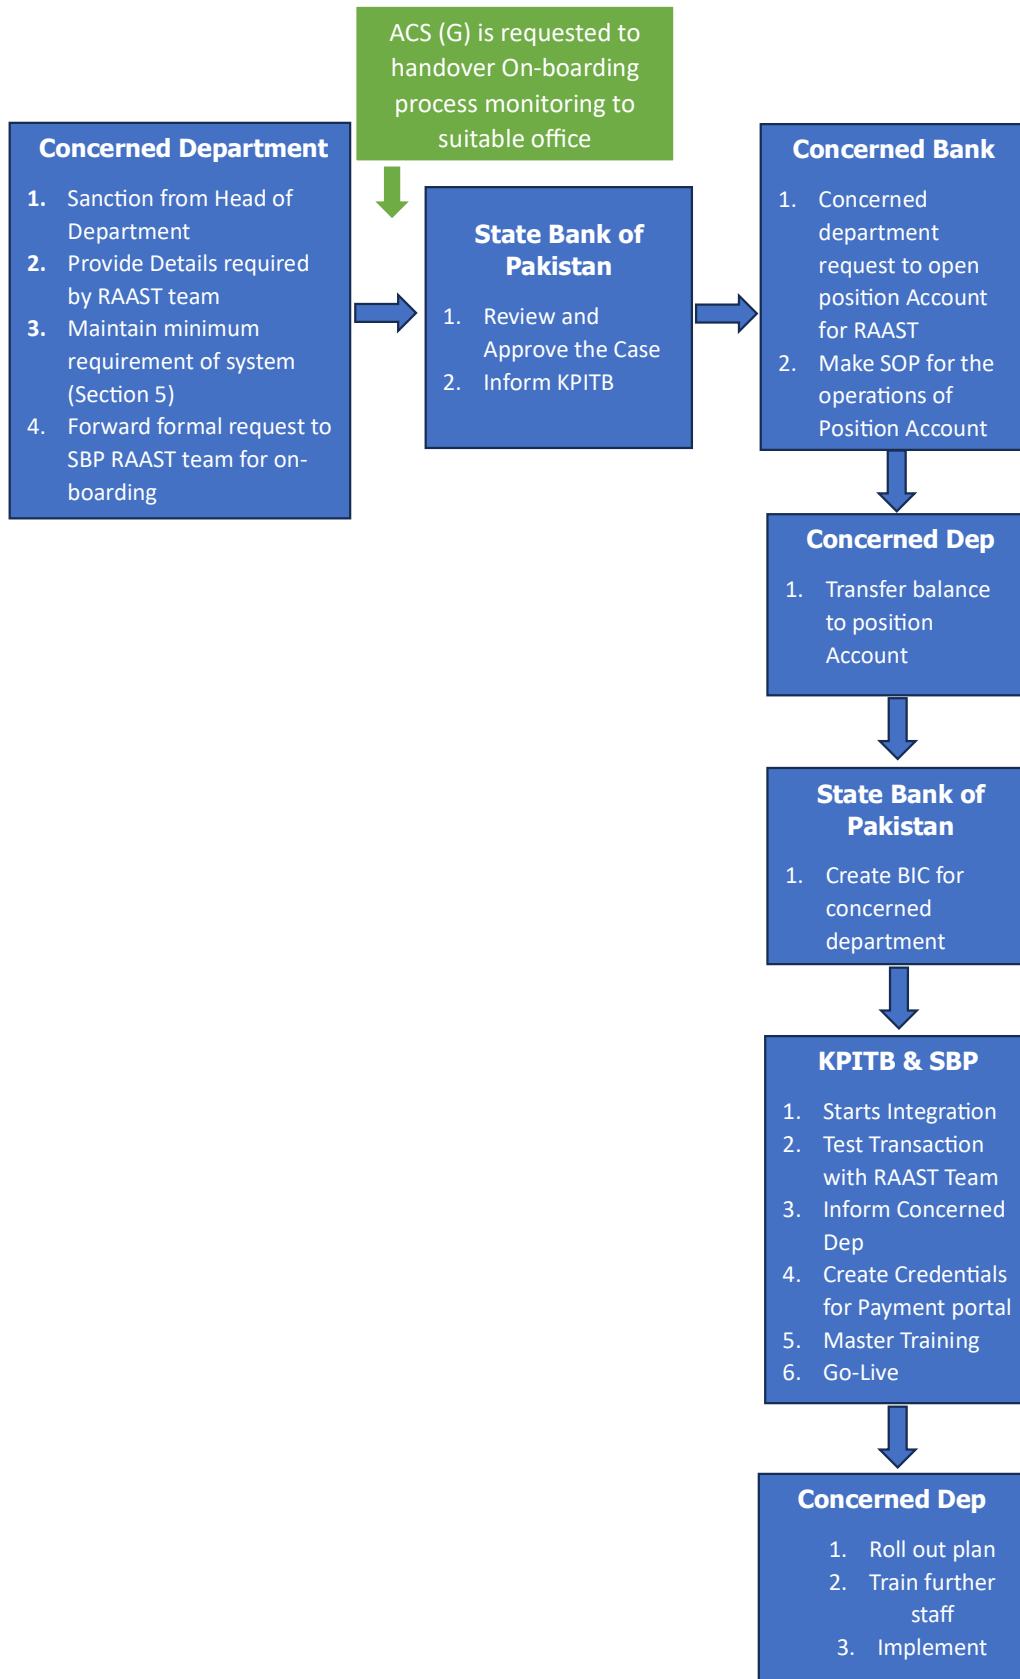 ACS (G) is requested to
handover On-boarding
process monitoring to
suitable office
Concerned Department
1. Sanction from Head of
Department
2. Provide Details required
by RAAST team
3. Maintain minimum
requirement of system
(Section 5)
4. Forward formal request to
SBP RAAST team for on-
boarding
State Bank of
Pakistan
1. Review and
Approve the Case
2. Inform KPITB
Concerned Bank
1. Concerned
department
request to open
position Account
for RAAST
2. Make SOP for the
operations of
Position Account
Concerned Dep
1. Transfer balance
to position
Account
State Bank of
Pakistan
1. Create BIC for
concerned
department
KPITB & SBP
1. Starts Integration
2. Test Transaction
with RAAST Team
3. Inform Concerned
Dep
4. Create Credentials
for Payment portal
5. Master Training
6. Go-Live
Concerned Dep
1. Roll out plan
2. Train further
staff
3. Implement